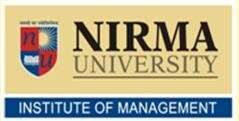 NIRMA
UNIVERSITY
INSTITUTE OF MANAGEMENT